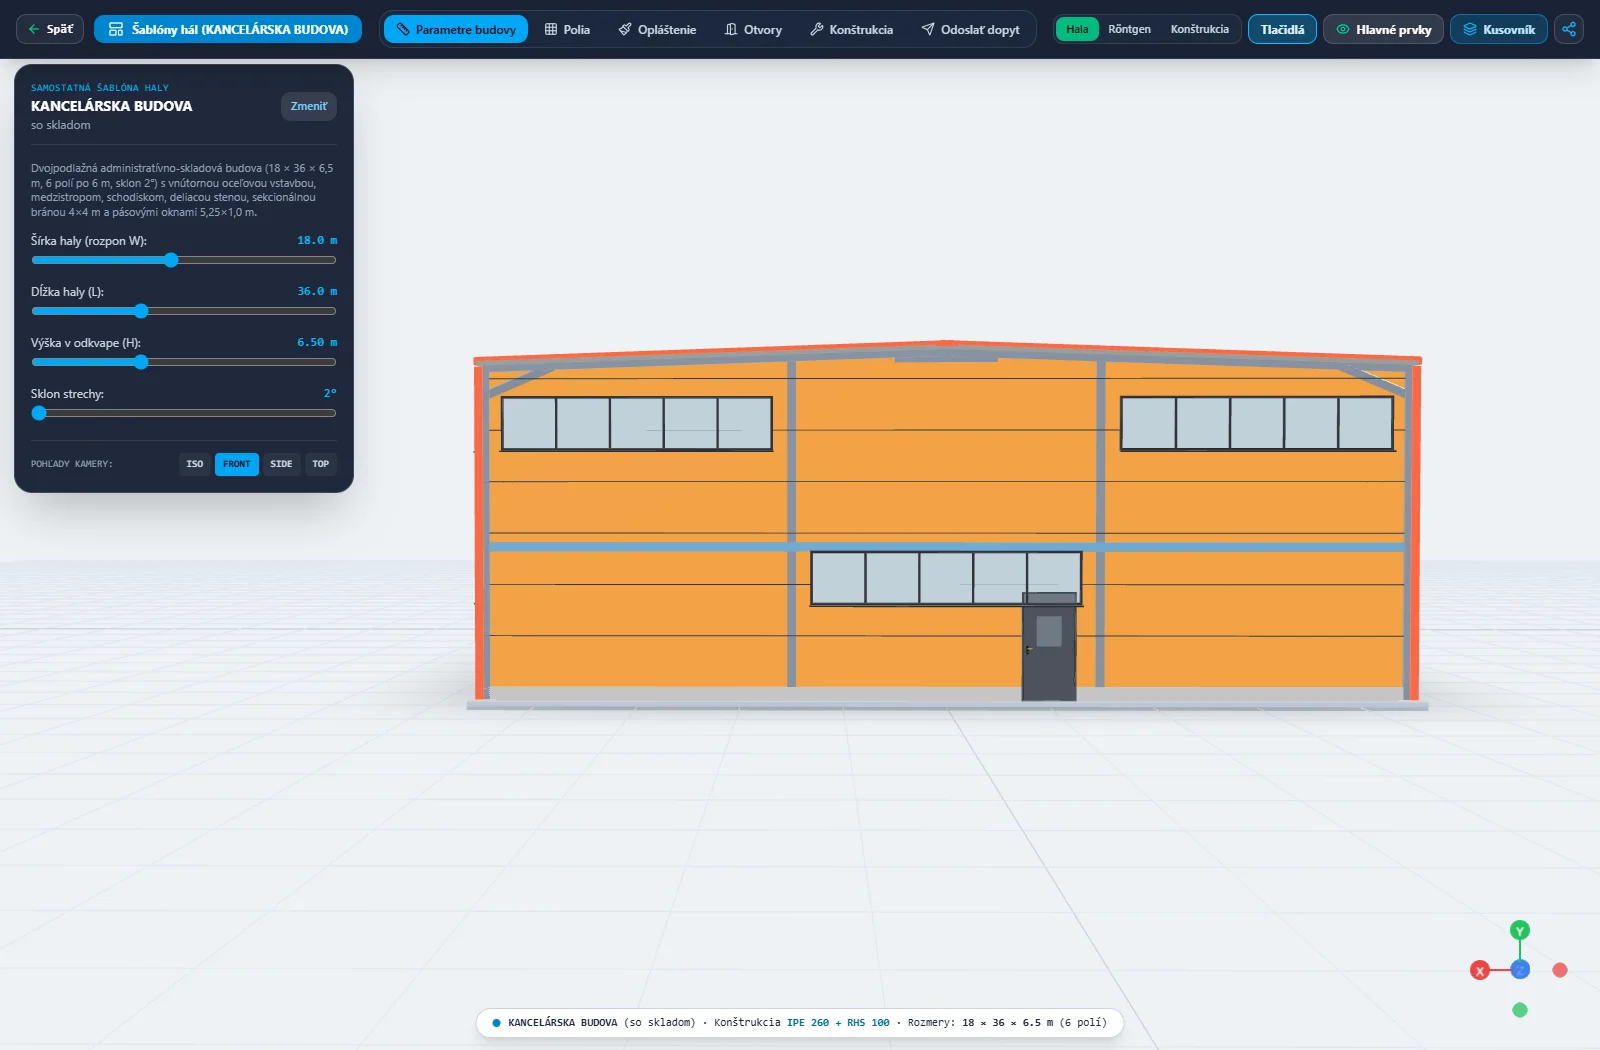 Späť
Šablóny hál (KANCELÁRSKA BUDOVA)
Parametre budovy
Polia
Opláštenie
Otvory
Konštrukcia
Odoslať dopyt
Hala
Röntgen
Konštrukcia
Tlačidlá
Hlavné prvky
Kusovník
SAMOSTATNÁ ŠABLÓNA HALY
KANCELÁRSKA BUDOVA
so skladom
Zmeniť
Dvojpodlažná administratívno-skladová budova (18 × 36 × 6,5
m, 6 polí po 6 m, sklon 2°) s vnútornou oceľovou vstavbou,
medzistropom, schodiskom, deliacou stenou, sekcionálnou
bránou 4×4 m a pásovými oknami 5,25×1,0 m.
Šírka haly (rozpon W): 18.0 m
Dĺžka haly (L): 36.0 m
Výška v odkvape (H): 6.50 m
Sklon strechy: 2°
POHĽADY KAMERY: ISO FRONT SIDE TOP
Y
X Z
KANCELÁRSKA BUDOVA (so skladom) · Konštrukcia IPE 260 + RHS 100 · Rozmery: 18 × 36 × 6.5 m (6 polí)